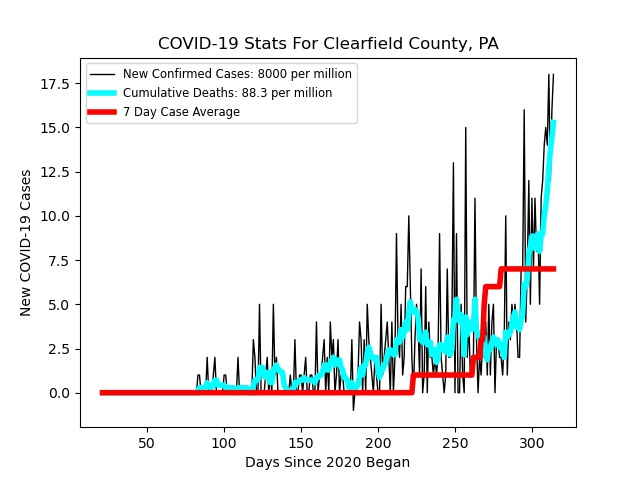 COVID-19 Stats For Clearfield County, PA
New Confirmed Cases: 8000 per million
Cumulative Deaths: 88.3 per million
7 Day Case Average
17.5
15.0
12.5
10.0
7.5
5.0
2.5
0.0
New COVID-19 Cases
50 100 150 200 250 300
Days Since 2020 Began